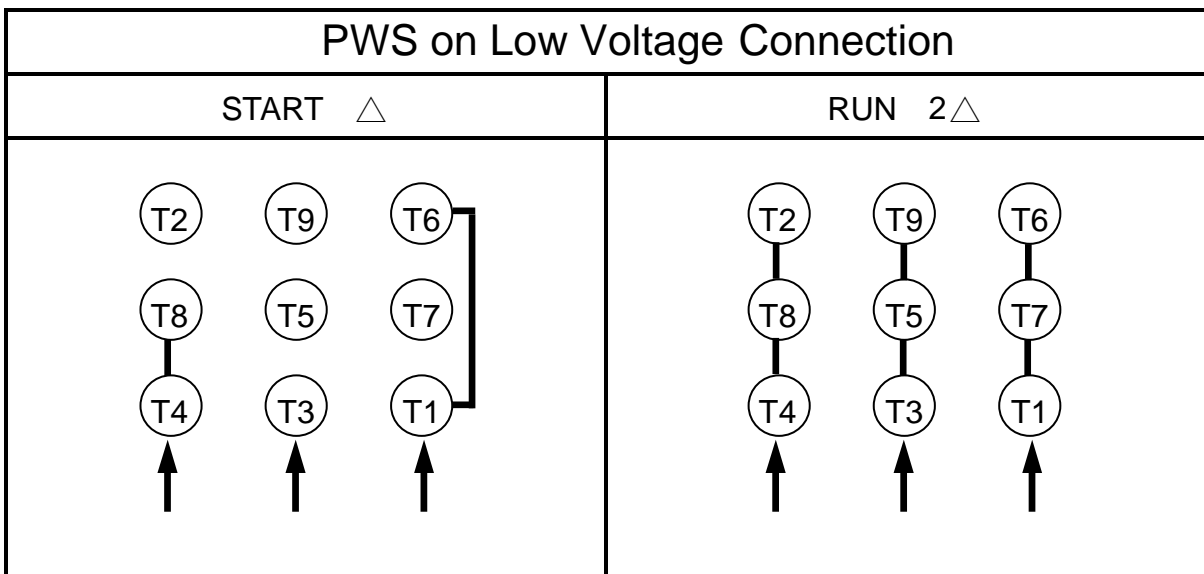 PWS on Low Voltage Connection
START △
RUN 2△
T2 T9 T6
T8 T5 T7
T4 T3 T1
T2 T9 T6
T8 T5 T7
T4 T3 T1